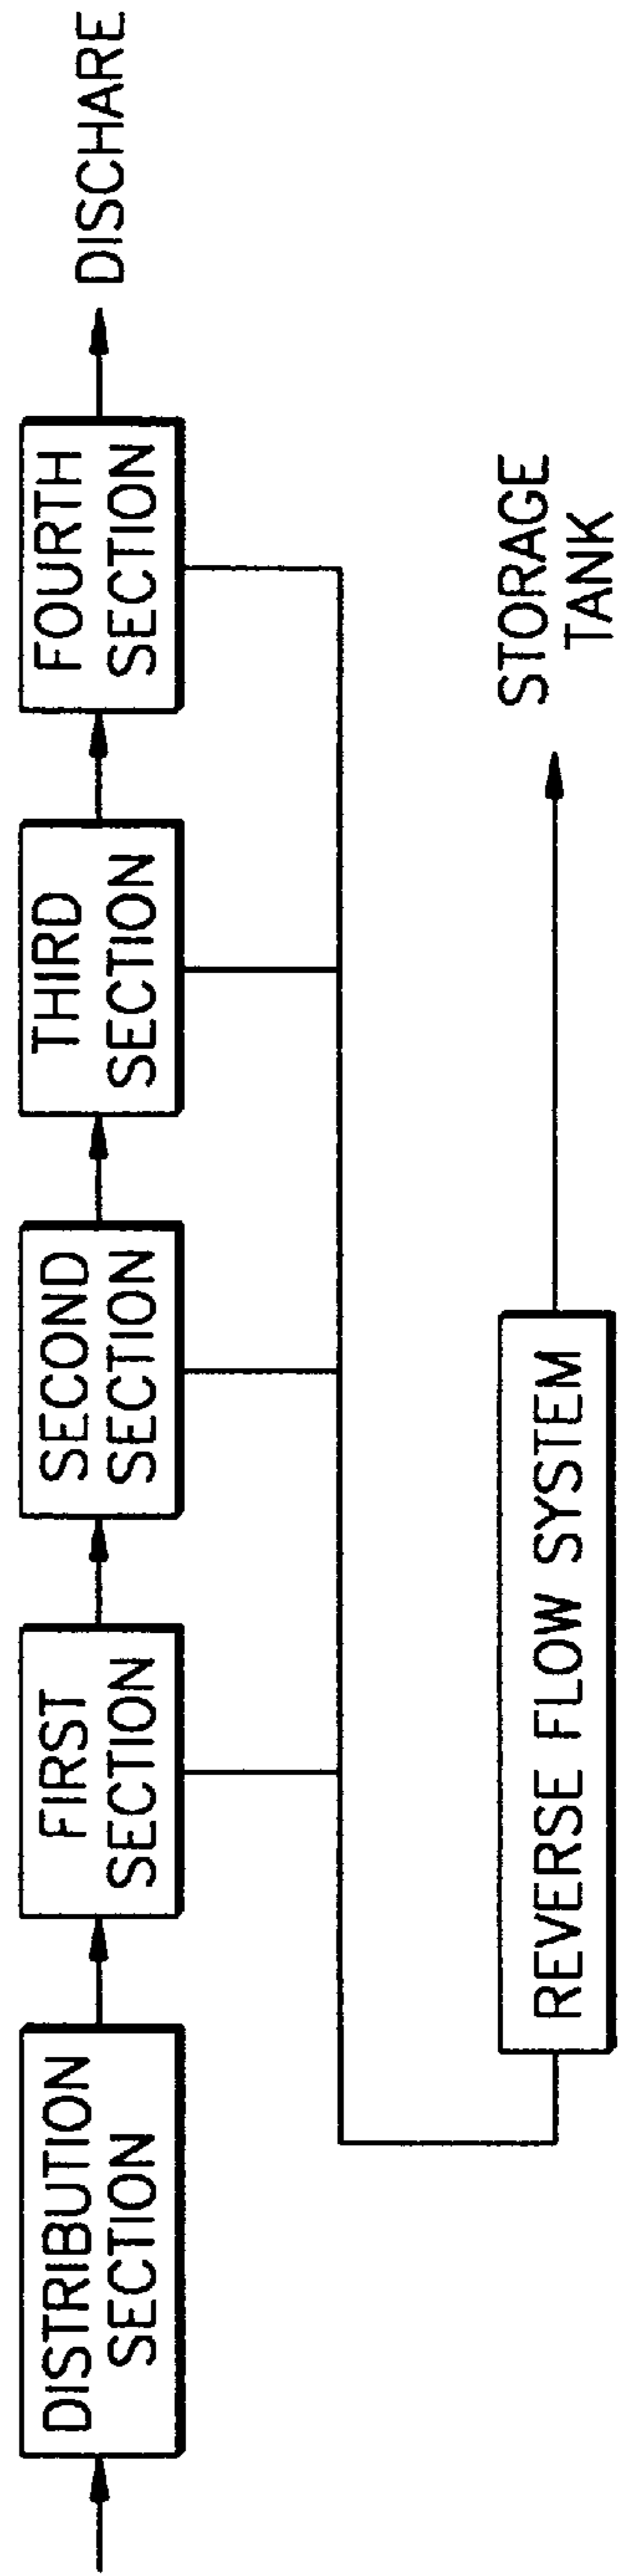 DISTRIBUTION
SECTION
FIRST
SECTION
SECOND
SECTION
THIRD
SECTION
FOURTH
SECTION
DISCHARE
REVERSE FLOW SYSTEM
STORAGE
TANK